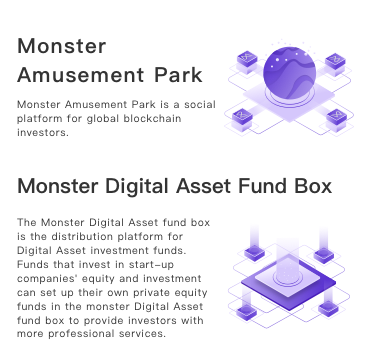 Monster
Amusement Park
Monster Amusement Park is a social
platform for global blockchain
investors.
Monster Digital Asset Fund Box
The Monster Digital Asset fund box
is the distribution platform for
Digital Asset investment funds.
Funds that invest in start-up
companies' equity and investment
can set up their own private equity
funds in the monster Digital Asset
fund box to provide investors with
more professional services.